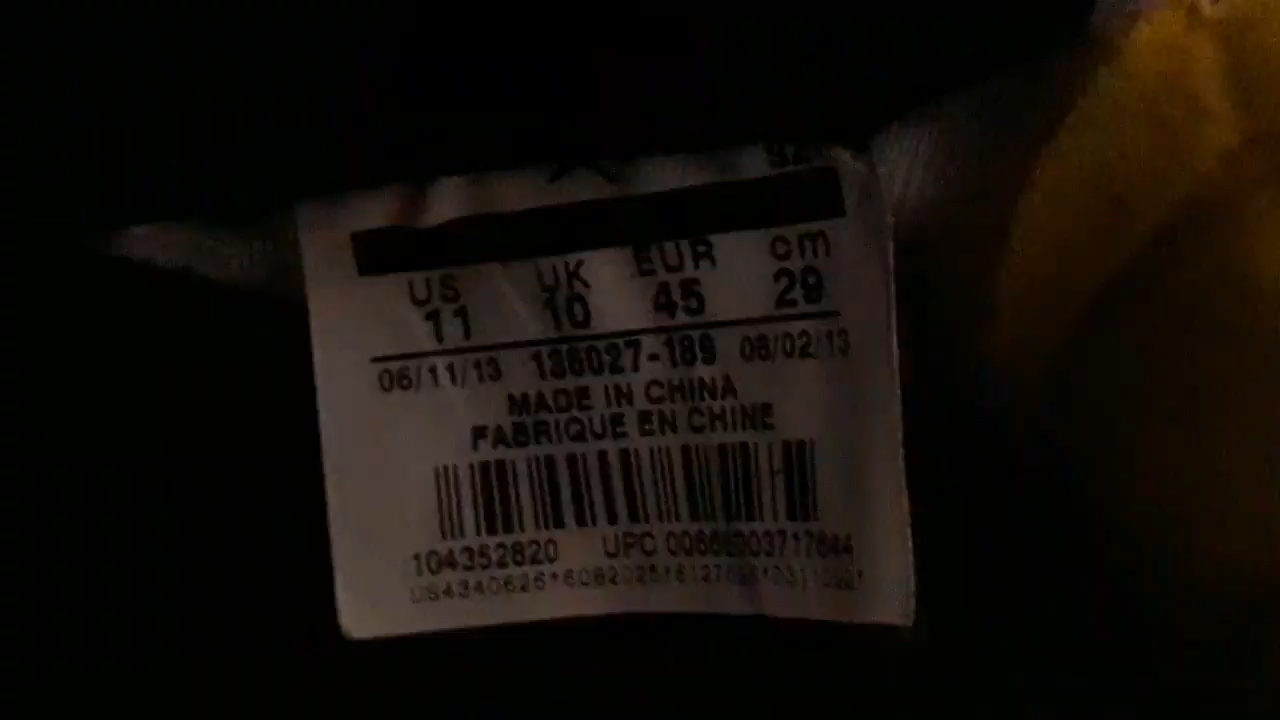 US UK EUR cm
11 10 45 29
06/11/13 136027-189 08/02/13
MADE IN CHINA
FABRIQUE EN CHINE
104352820 UPC